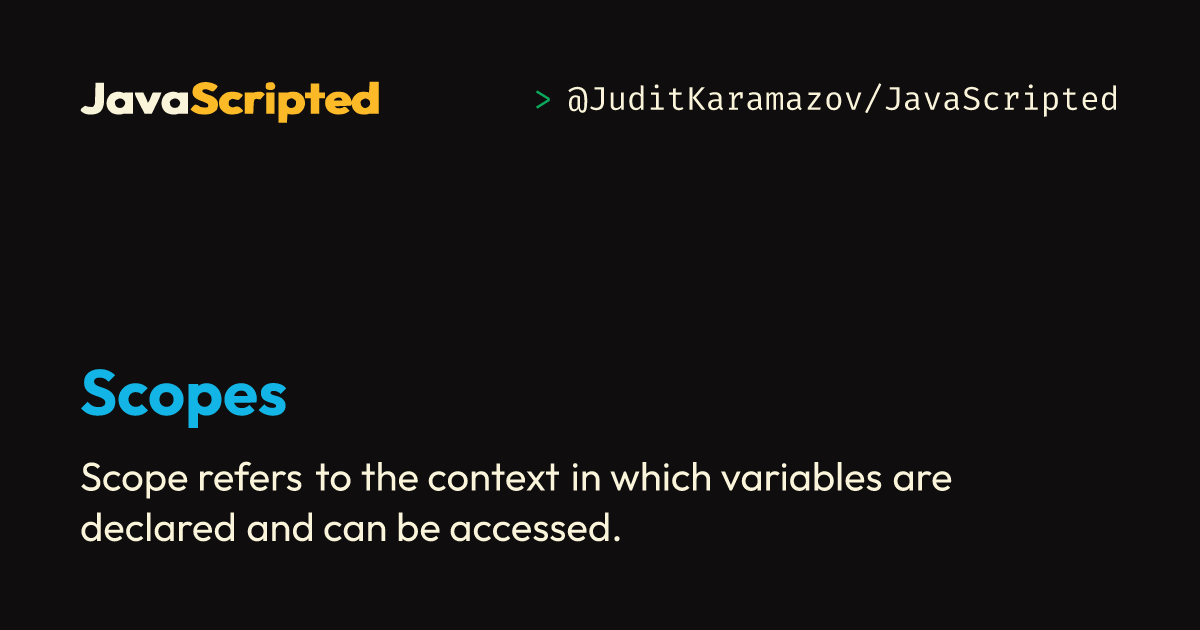 JavaScripted
> @JuditKaramazov/JavaScripted
Scopes
Scope refers to the context in which variables are
declared and can be accessed.